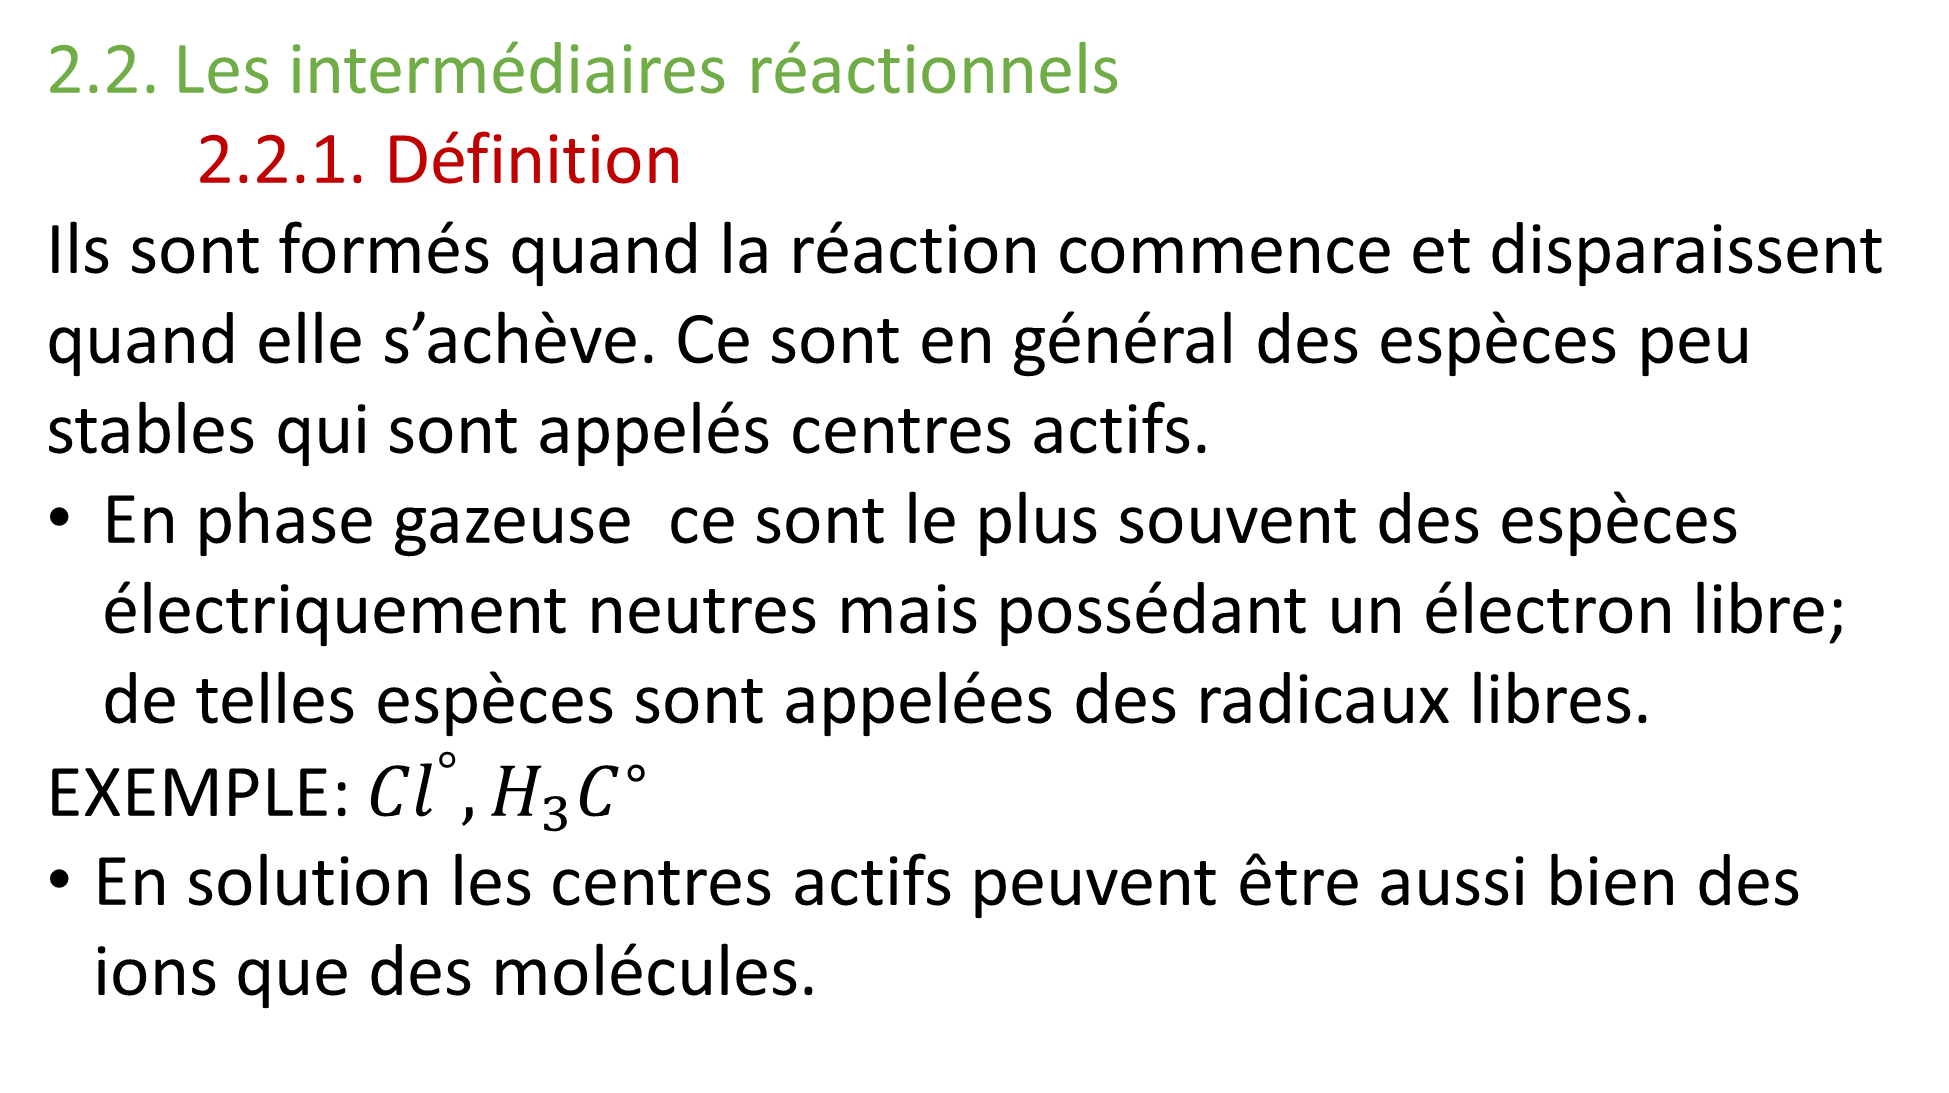 2.2. Les intermédiaires réactionnels
2.2.1. Définition
Ils sont formés quand la réaction commence et disparaissent
quand elle s’achève. Ce sont en général des espèces peu
stables qui sont appelés centres actifs.
• En phase gazeuse  ce sont le plus souvent des espèces
électriquement neutres mais possédant un électron libre;
de telles espèces sont appelées des radicaux libres.
EXEMPLE: Cl°, H₃C°
• En solution les centres actifs peuvent être aussi bien des
ions que des molécules.